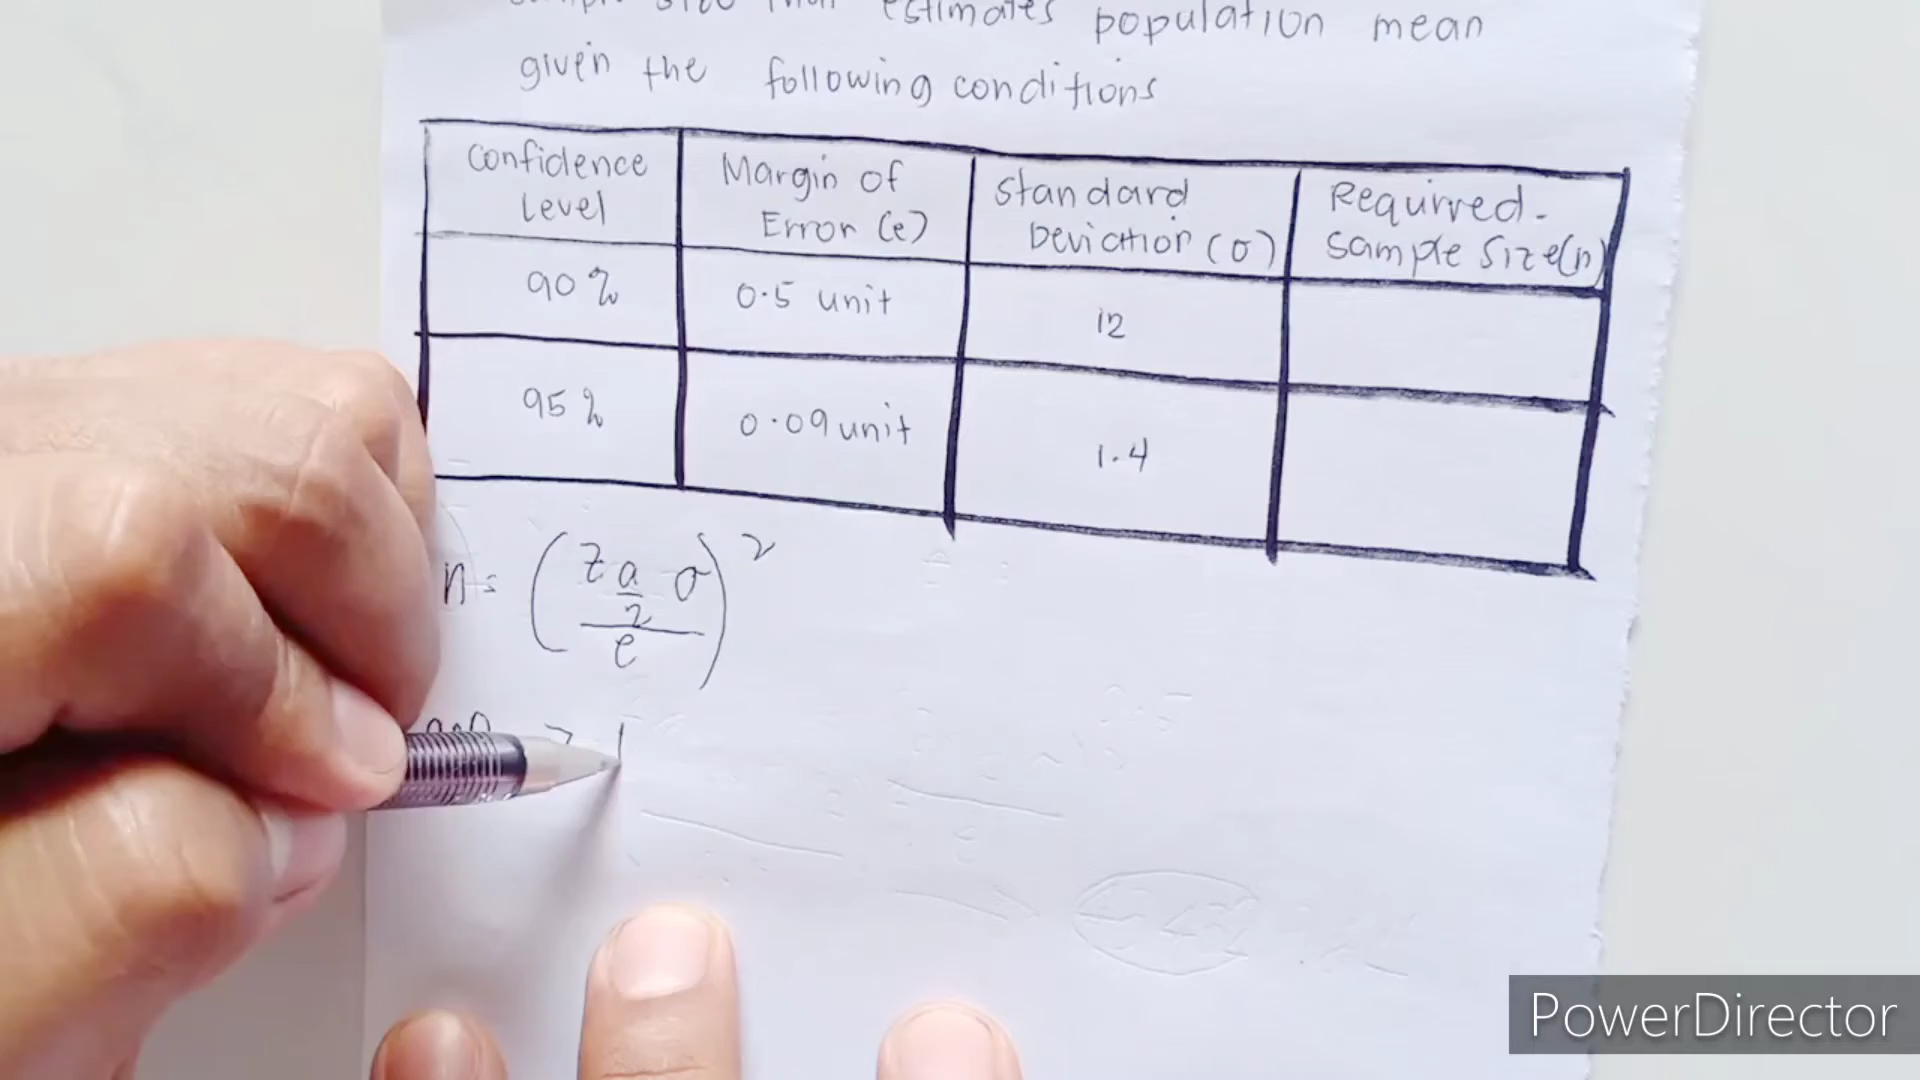 estimates population mean
given the following conditions
Confidence Level
Margin of Error (e)
Standard Deviation (σ)
Required-sample Size(n)
90%
0.5 unit
12
95%
0.09 unit
1.4
n = (z a/2 σ / e)²
PowerDirector